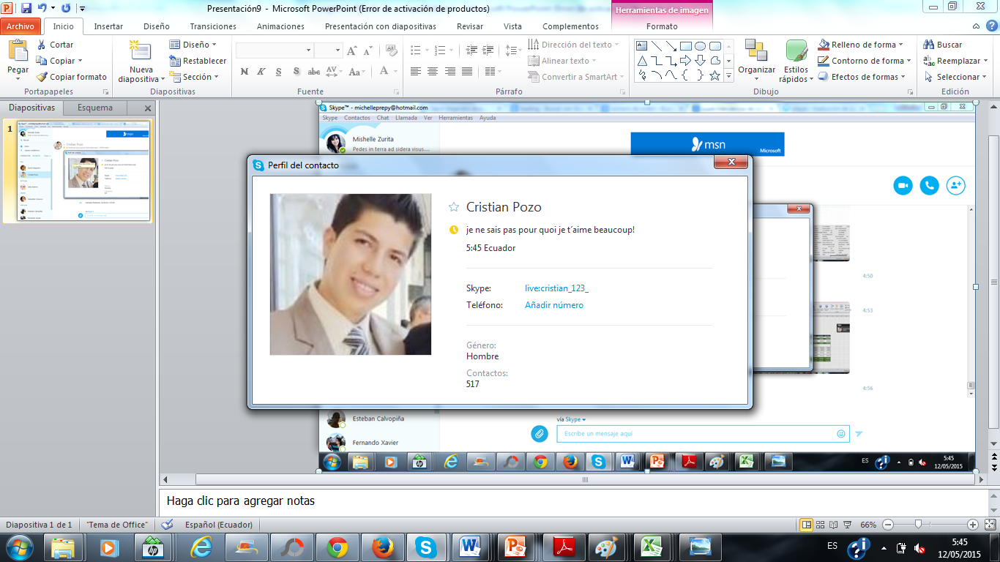 Presentación9 - Microsoft PowerPoint (Error de activación de productos)
Herramientas de imagen
Archivo Inicio Insertar Diseño Transiciones Animaciones Presentación con diapositivas Revisar Vista Complementos Formato
Pegar
Cortar
Copiar
Copiar formato
Portapapeles
Nueva diapositiva
Diseño
Restablecer
Sección
Diapositivas
N K S S abc AV Aa A
Fuente
Dirección del texto
Alinear texto
Convertir a SmartArt
Párrafo
Organizar
Estilos rápidos
Relleno de forma
Contorno de forma
Efectos de formas
Dibujo
Buscar
Reemplazar
Seleccionar
Edición
Diapositivas Esquema
1
Skype™ - michelleprepy@hotmail.com
Skype Contactos Chat Llamada Ver Herramientas Ayuda
Mishelle Zurita
Pedes in terra ad sidera visus....
msn
Microsoft
Perfil del contacto
Cristian Pozo
je ne sais pas pour quoi je t´aime beaucoup!
5:45 Ecuador
Skype: live:cristian_123_
Teléfono: Añadir número
Género:
Hombre
Contactos:
517
4:50
4:53
4:56
Esteban Calvopiña
Fernando Xavier
vía Skype
Escribe un mensaje aquí
ES
5:45
12/05/2015
Haga clic para agregar notas
Diapositiva 1 de 1 "Tema de Office" Español (Ecuador) 66%
ES
5:45
12/05/2015